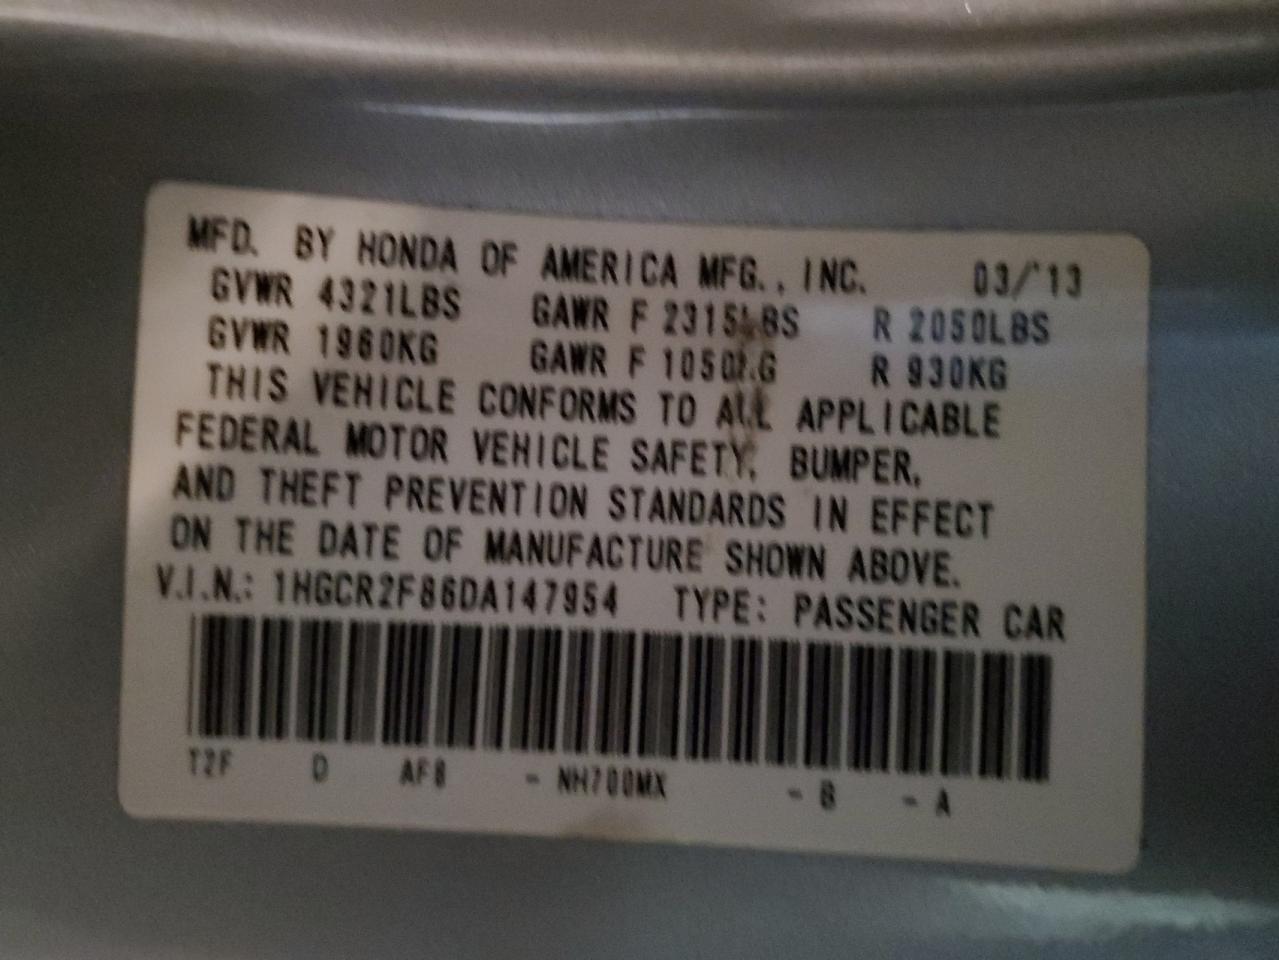 MFD. BY HONDA OF AMERICA MFG., INC. 03/'13
GVWR 4321LBS GAWR F 2315LBS R 2050LBS
GVWR 1960KG GAWR F 1050KG R 930KG
THIS VEHICLE CONFORMS TO ALL APPLICABLE
FEDERAL MOTOR VEHICLE SAFETY, BUMPER,
AND THEFT PREVENTION STANDARDS IN EFFECT
ON THE DATE OF MANUFACTURE SHOWN ABOVE.
V.I.N.: 1HGCR2F86DA147954 TYPE: PASSENGER CAR
T2F D AF8 - NH700MX - B - A